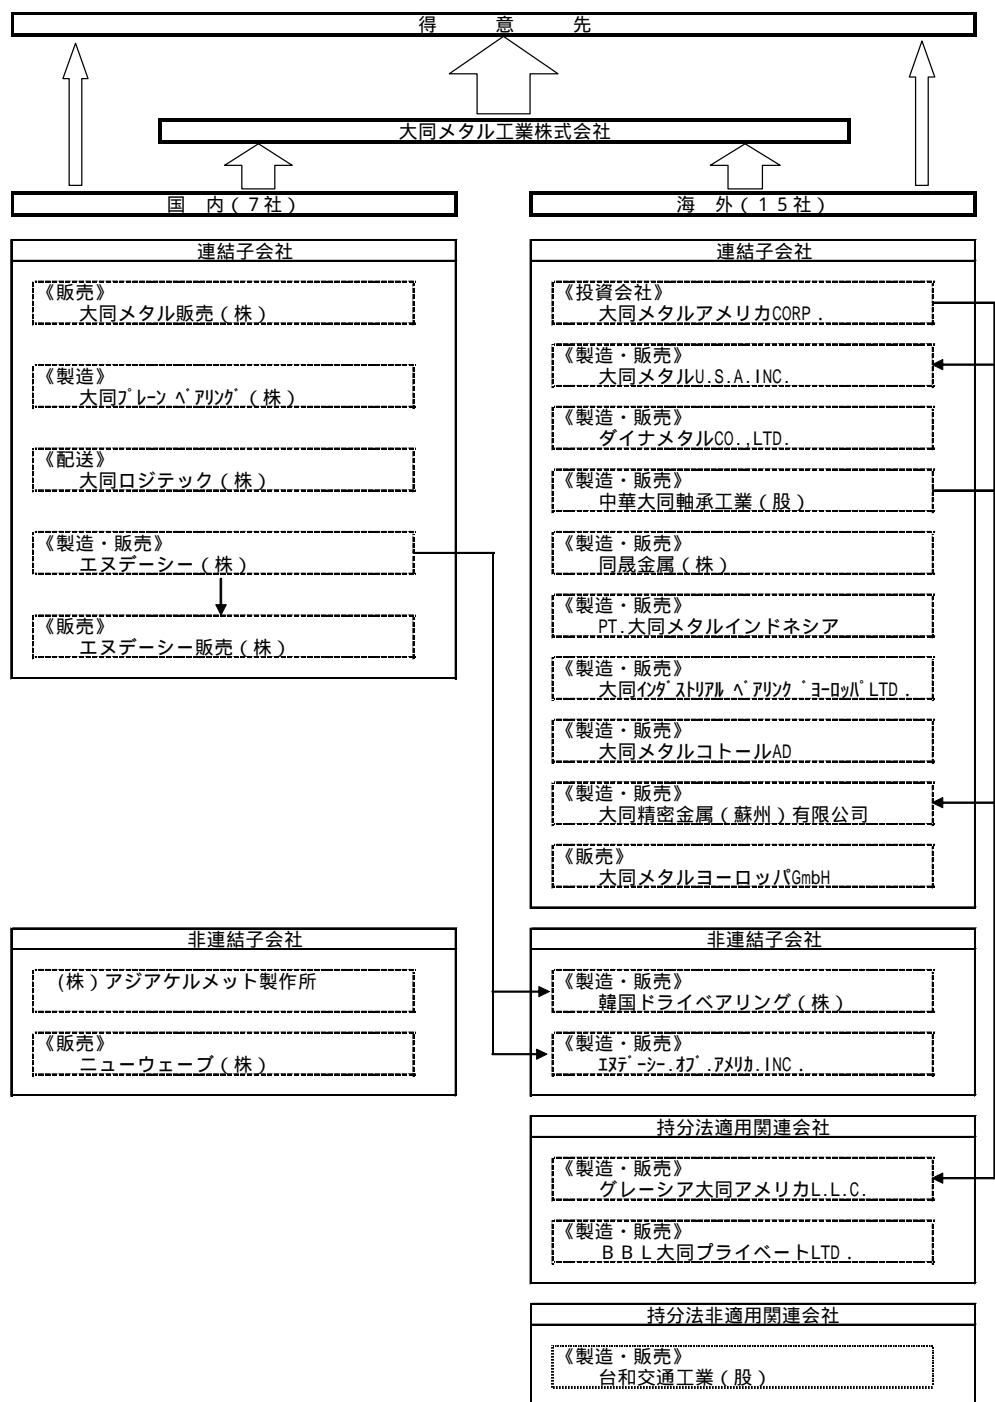 得　意　先
大同メタル工業株式会社
国　内（７社）
海　外（１５社）
連結子会社
《販売》
大同メタル販売（株）
《製造》
大同ﾌﾟﾚｰﾝ ﾍﾞｱﾘﾝｸﾞ（株）
《配送》
大同ロジテック（株）
《製造・販売》
エヌデーシー（株）
《販売》
エヌデーシー販売（株）
連結子会社
《投資会社》
大同メタルアメリカCORP．
《製造・販売》
大同メタルU.S.A.INC.
《製造・販売》
ダイナメタルCO.,LTD.
《製造・販売》
中華大同軸承工業（股）
《製造・販売》
同晟金属（株）
《製造・販売》
PT.大同メタルインドネシア
《製造・販売》
大同ｲﾝﾀﾞｽﾄﾘｱﾙ ﾍﾞｱﾘﾝｸﾞ ﾖｰﾛｯﾊﾟLTD．
《製造・販売》
大同メタルコトールAD
《製造・販売》
大同精密金属（蘇州）有限公司
《販売》
大同メタルヨーロッパGmbH
非連結子会社
(株）アジアケルメット製作所
《販売》
ニューウェーブ（株）
非連結子会社
《製造・販売》
韓国ドライベアリング（株）
《製造・販売》
ｴﾇﾃﾞｰｼｰ.ｵﾌﾞ.ｱﾒﾘｶ.INC．
持分法適用関連会社
《製造・販売》
グレーシア大同アメリカL.L.C.
《製造・販売》
ＢＢＬ大同プライベートLTD．
持分法非適用関連会社
《製造・販売》
台和交通工業（股）